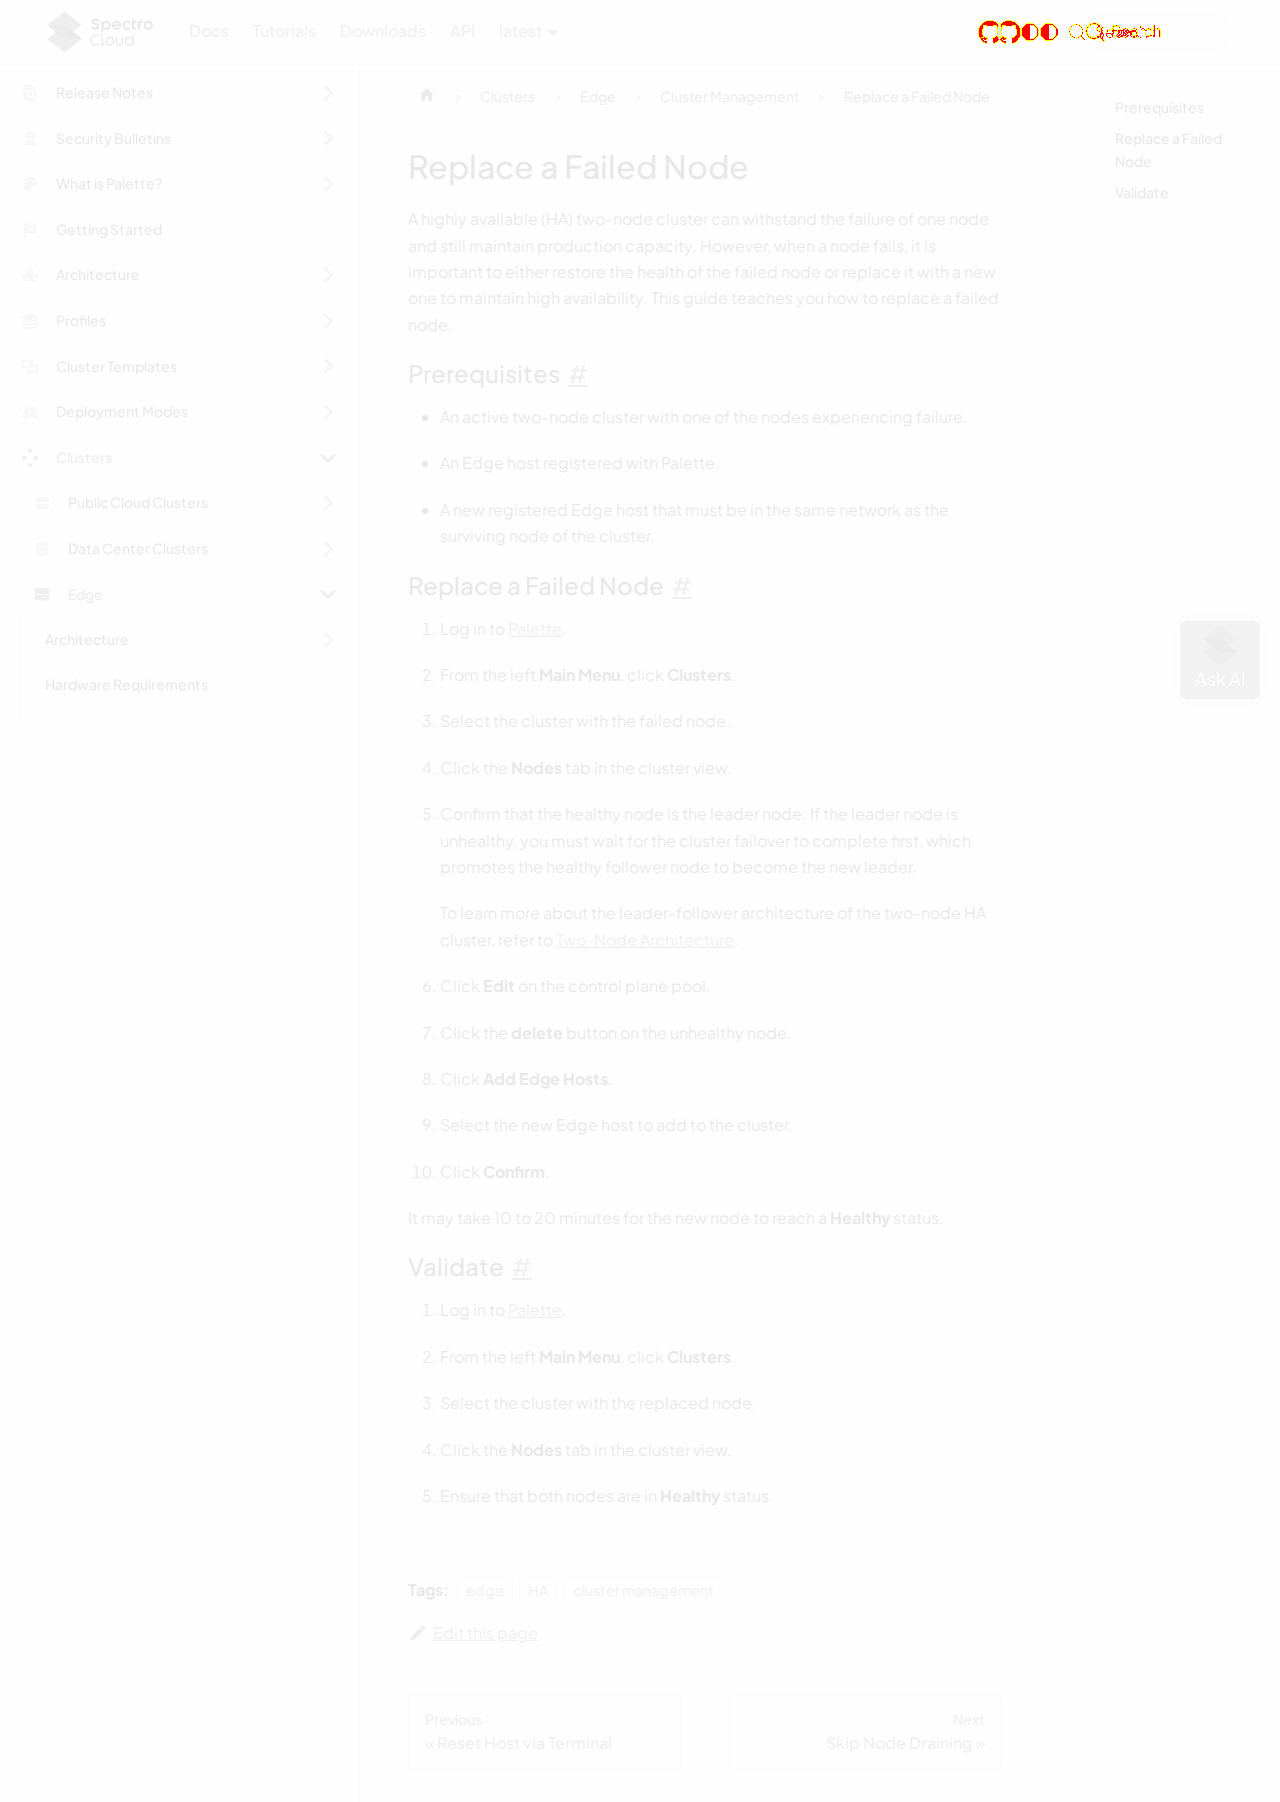 Spectro Cloud
Docs
Tutorials
Downloads
API
latest
Release Notes
Security Bulletins
What is Palette?
Getting Started
Architecture
Profiles
Cluster Templates
Deployment Modes
Clusters
Public Cloud Clusters
Data Center Clusters
Edge
Architecture
Hardware Requirements
Clusters
Edge
Cluster Management
Replace a Failed Node
Replace a Failed Node
A highly available (HA) two-node cluster can withstand the failure of one node
and still maintain production capacity. However, when a node fails, it is
important to either restore the health of the failed node or replace it with a new
one to maintain high availability. This guide teaches you how to replace a failed
node.
Prerequisites #
An active two-node cluster with one of the nodes experiencing failure.
An Edge host registered with Palette.
A new registered Edge host that must be in the same network as the
surviving node of the cluster.
Replace a Failed Node #
1. Log in to Palette.
2. From the left Main Menu, click Clusters.
3. Select the cluster with the failed node.
4. Click the Nodes tab in the cluster view.
5. Confirm that the healthy node is the leader node. If the leader node is
unhealthy, you must wait for the cluster failover to complete first, which
promotes the healthy follower node to become the new leader.
To learn more about the leader-follower architecture of the two-node HA
cluster, refer to Two-Node Architecture.
6. Click Edit on the control plane pool.
7. Click the delete button on the unhealthy node.
8. Click Add Edge Hosts.
9. Select the new Edge host to add to the cluster.
10. Click Confirm.
It may take 10 to 20 minutes for the new node to reach a Healthy status.
Validate #
1. Log in to Palette.
2. From the left Main Menu, click Clusters.
3. Select the cluster with the replaced node.
4. Click the Nodes tab in the cluster view.
5. Ensure that both nodes are in Healthy status.
Tags: edge HA cluster management
Edit this page
Previous
« Reset Host via Terminal
Next
Skip Node Draining »
Prerequisites
Replace a Failed
Node
Validate
Ask AI